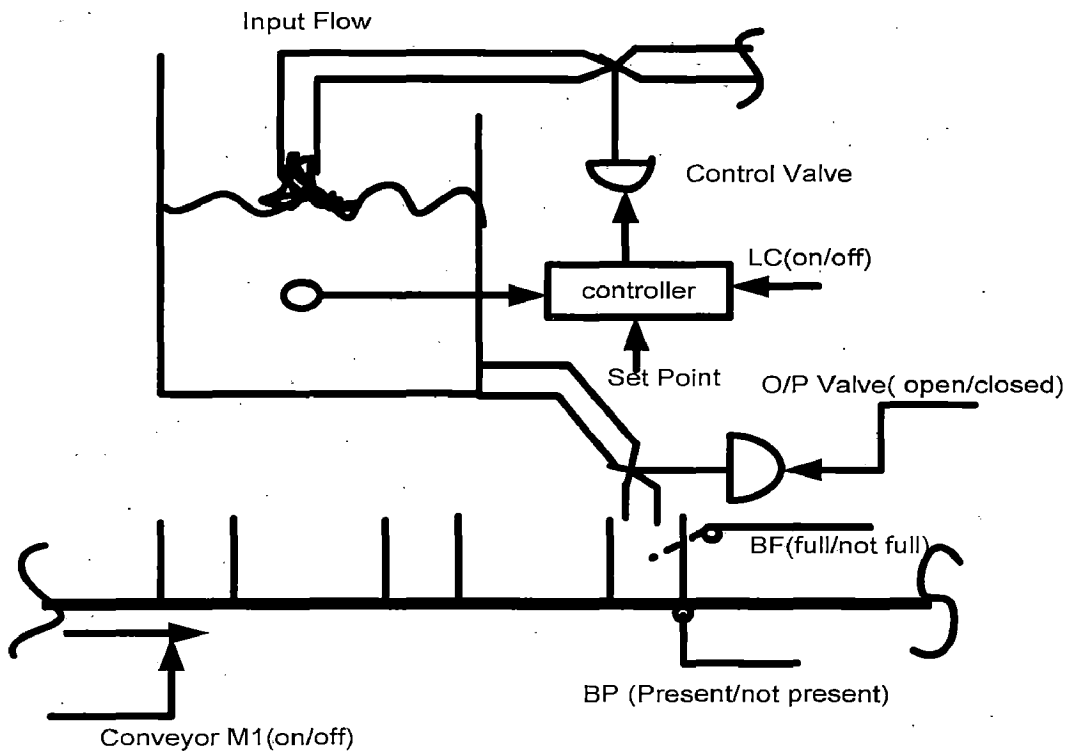 Input Flow
Control Valve
LC(on/off)
controller
Set Point
O/P Valve( open/closed)
BF(full/not full)
BP (Present/not present)
Conveyor M1(on/off)